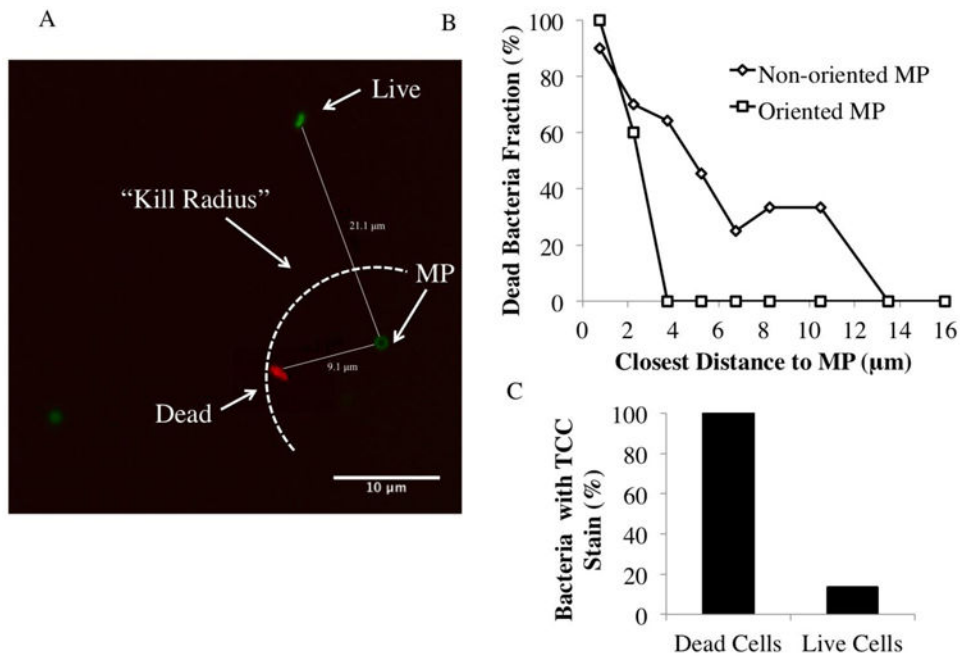 A
Live
"Kill Radius"
21.1 µm
MP
9.1 µm
Dead
10 µm
B
Dead Bacteria Fraction (%)
100
80
60
40
20
0
Non-oriented MP
Oriented MP
0 2 4 6 8 10 12 14 16
Closest Distance to MP (µm)
C
Bacteria with TCC
Stain (%)
100
80
60
40
20
0
Dead Cells Live Cells